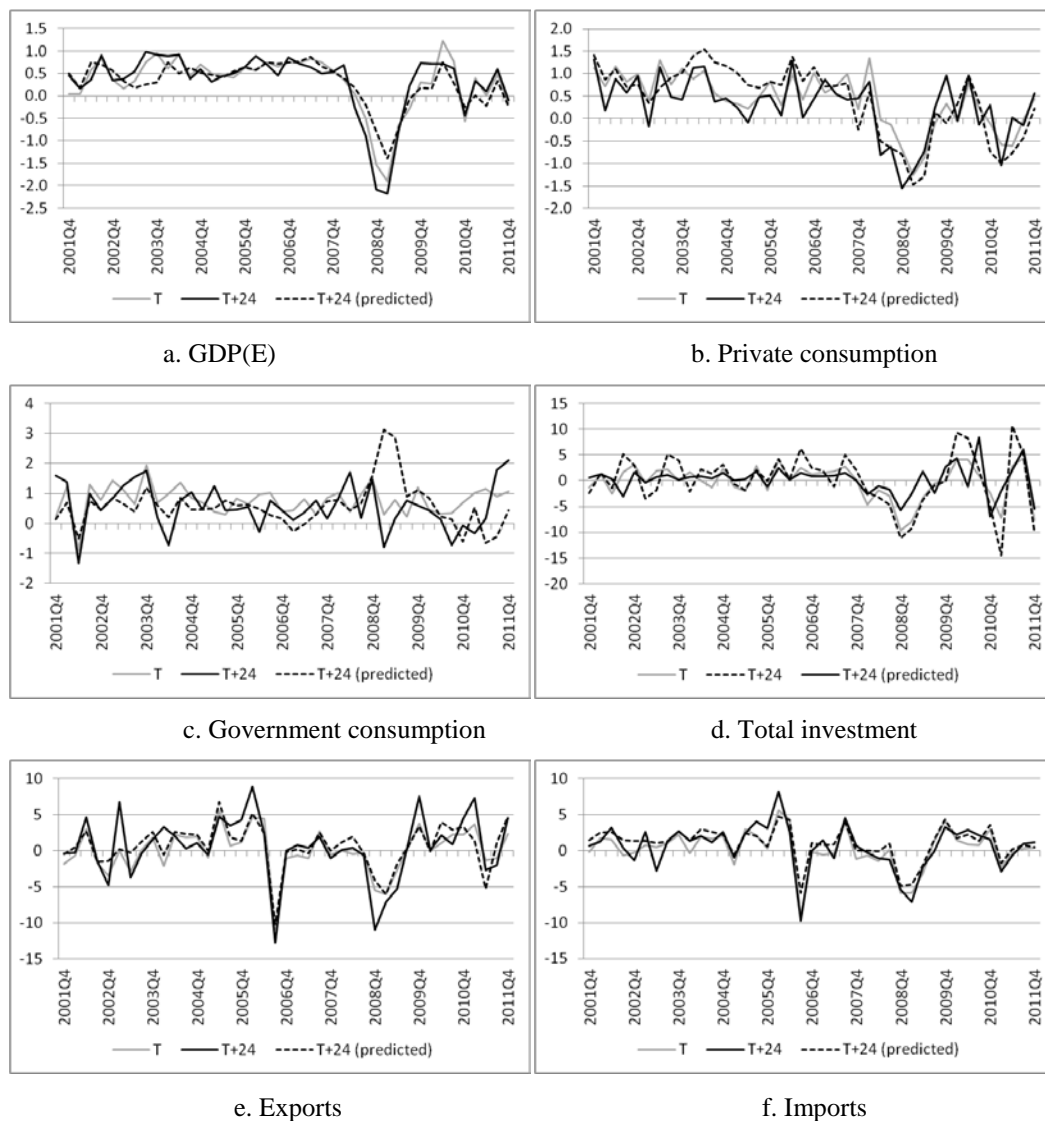 1.5
1.0
0.5
0.0
-0.5
-1.0
-1.5
-2.0
-2.5
2001Q4
2002Q4
2003Q4
2004Q4
2005Q4
2006Q4
2007Q4
2008Q4
2009Q4
2010Q4
2011Q4
T T+24 T+24 (predicted)
a. GDP(E)
2.0
1.5
1.0
0.5
0.0
-0.5
-1.0
-1.5
-2.0
2001Q4
2002Q4
2003Q4
2004Q4
2005Q4
2006Q4
2007Q4
2008Q4
2009Q4
2010Q4
2011Q4
T T+24 T+24 (predicted)
b. Private consumption
4
3
2
1
0
-1
-2
2001Q4
2002Q4
2003Q4
2004Q4
2005Q4
2006Q4
2007Q4
2008Q4
2009Q4
2010Q4
2011Q4
T T+24 T+24 (predicted)
c. Government consumption
15
10
5
0
-5
-10
-15
-20
2001Q4
2002Q4
2003Q4
2004Q4
2005Q4
2006Q4
2007Q4
2008Q4
2009Q4
2010Q4
2011Q4
T T+24 (predicted) T+24
d. Total investment
10
5
0
-5
-10
-15
2001Q4
2002Q4
2003Q4
2004Q4
2005Q4
2006Q4
2007Q4
2008Q4
2009Q4
2010Q4
2011Q4
T T+24 T+24 (predicted)
e. Exports
10
5
0
-5
-10
-15
2001Q4
2002Q4
2003Q4
2004Q4
2005Q4
2006Q4
2007Q4
2008Q4
2009Q4
2010Q4
2011Q4
T T+24 T+24 (predicted)
f. Imports